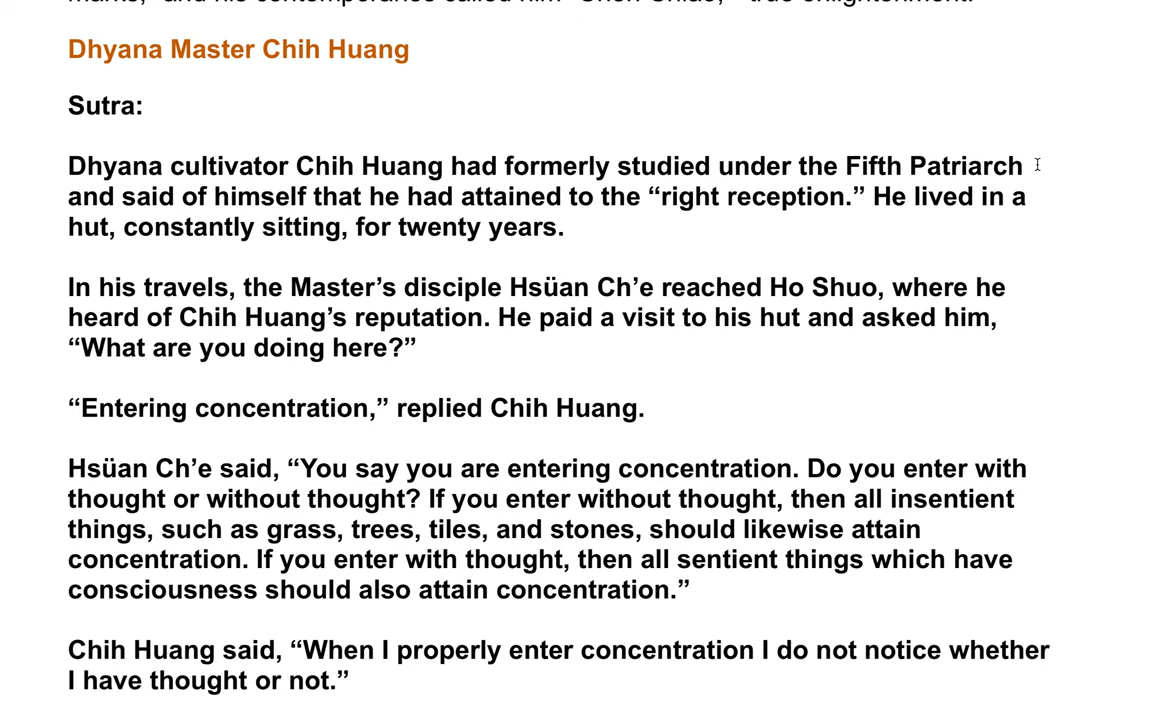 Dhyana Master Chih Huang
Sutra:
Dhyana cultivator Chih Huang had formerly studied under the Fifth Patriarch
and said of himself that he had attained to the “right reception.” He lived in a
hut, constantly sitting, for twenty years.
In his travels, the Master’s disciple Hsüan Ch’e reached Ho Shuo, where he
heard of Chih Huang’s reputation. He paid a visit to his hut and asked him,
“What are you doing here?”
“Entering concentration,” replied Chih Huang.
Hsüan Ch’e said, “You say you are entering concentration. Do you enter with
thought or without thought? If you enter without thought, then all insentient
things, such as grass, trees, tiles, and stones, should likewise attain
concentration. If you enter with thought, then all sentient things which have
consciousness should also attain concentration.”
Chih Huang said, “When I properly enter concentration I do not notice whether
I have thought or not.”